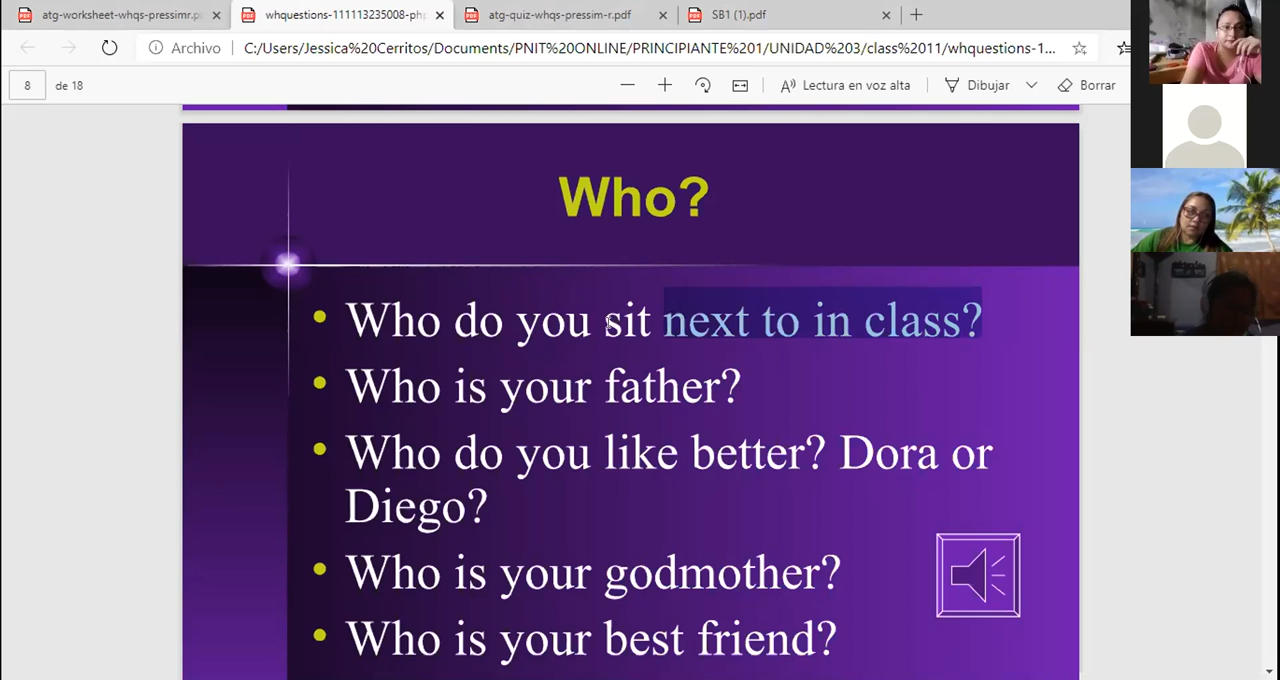 atg-worksheet-whqs-pressimr.ps
whquestions-111113235008-php
atg-quiz-whqs-pressim-r.pdf
SB1 (1).pdf
Archivo
C:/Users/Jessica%20Cerritos/Documents/PNIT%20ONLINE/PRINCIPIANTE%201/UNIDAD%203/class%2011/whquestions-1...
8 de 18
Lectura en voz alta
Dibujar
Borrar
Who?
• Who do you sit next to in class?
• Who is your father?
• Who do you like better? Dora or
Diego?
• Who is your godmother?
• Who is your best friend?